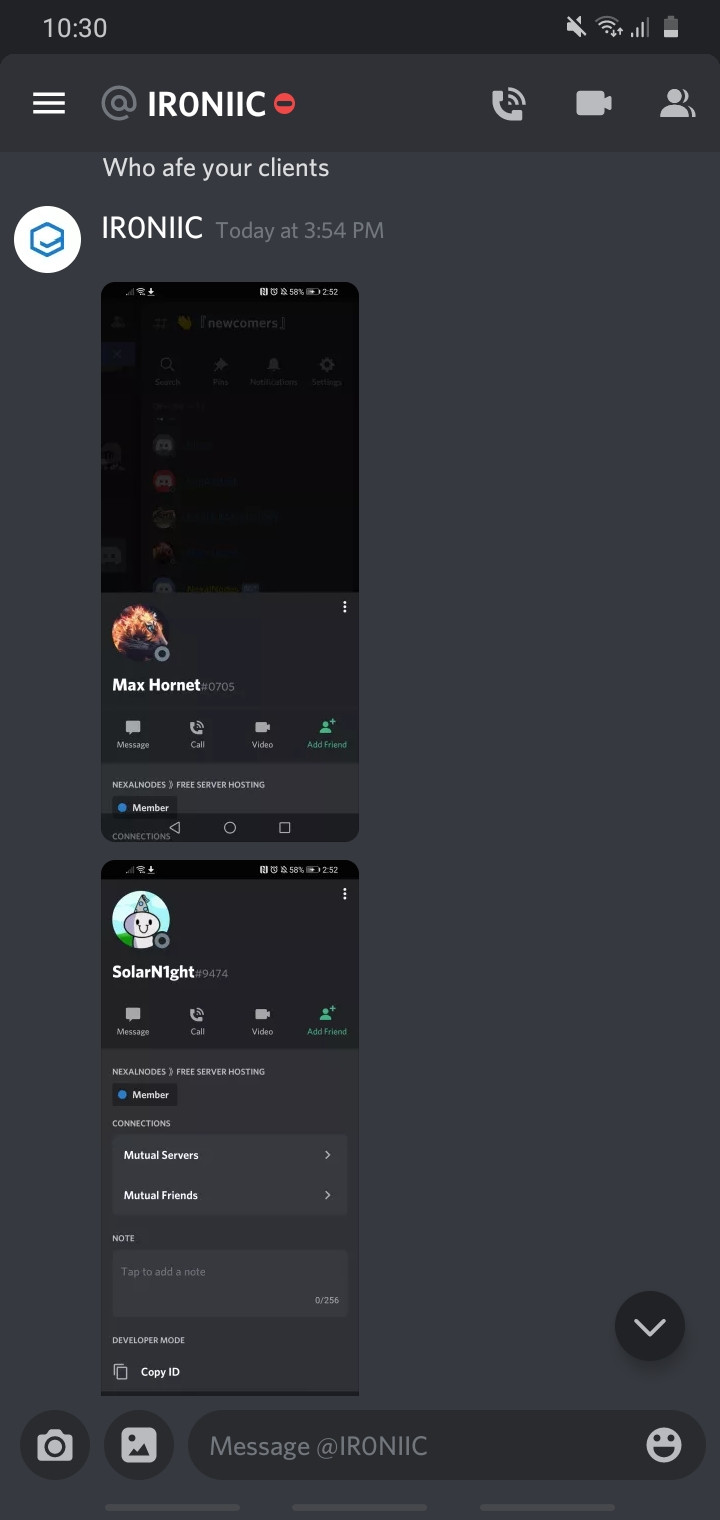 10:30
IR0NIIC
Who afe your clients
IR0NIIC Today at 3:54 PM
58% 2:52
『newcomers』
Search Pins Notifications Settings
Max Hornet#0705
Message Call Video Add Friend
NEXALNODES 》 FREE SERVER HOSTING
Member
CONNECTIONS
58% 2:52
SolarN1ght#9474
Message Call Video Add Friend
NEXALNODES 》 FREE SERVER HOSTING
Member
CONNECTIONS
Mutual Servers
Mutual Friends
NOTE
Tap to add a note
0/256
DEVELOPER MODE
Copy ID
Message @IR0NIIC